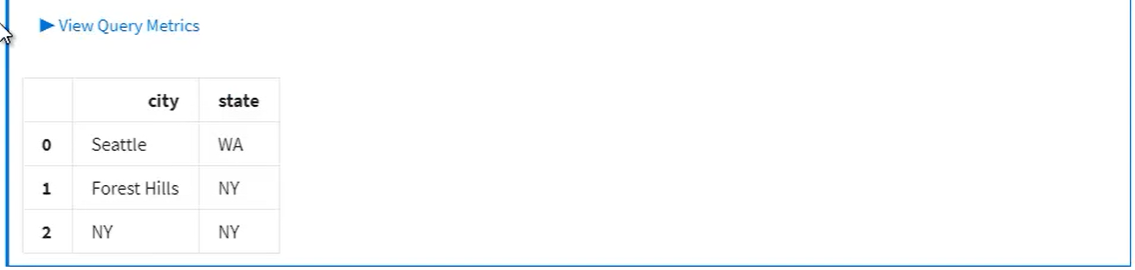 ▶ View Query Metrics
city state
0 Seattle WA
1 Forest Hills NY
2 NY NY